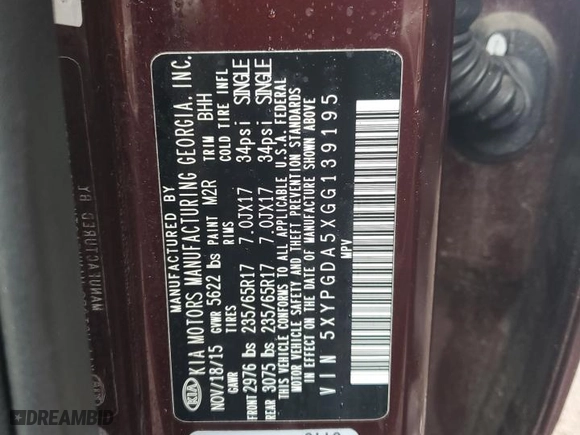 KIA
MANUFACTURED BY
KIA MOTORS MANUFACTURING GEORGIA, INC.
NOV/18/15 GVWR 5622 lbs PAINT M2R TRIM BHH
GAWR TIRES RIMS COLD TIRE INFL
FRONT 2976 lbs 235/65R17 7.0JX17 34psi SINGLE
REAR 3075 lbs 235/65R17 7.0JX17 34psi SINGLE
THIS VEHICLE CONFORMS TO ALL APPLICABLE U.S.A. FEDERAL
MOTOR VEHICLE SAFETY AND THEFT PREVENTION STANDARDS
IN EFFECT ON THE DATE OF MANUFACTURE SHOWN ABOVE
VIN 5XYPGDA5XGG139195
MPV
MANUFACTURED BY
DREAMBID